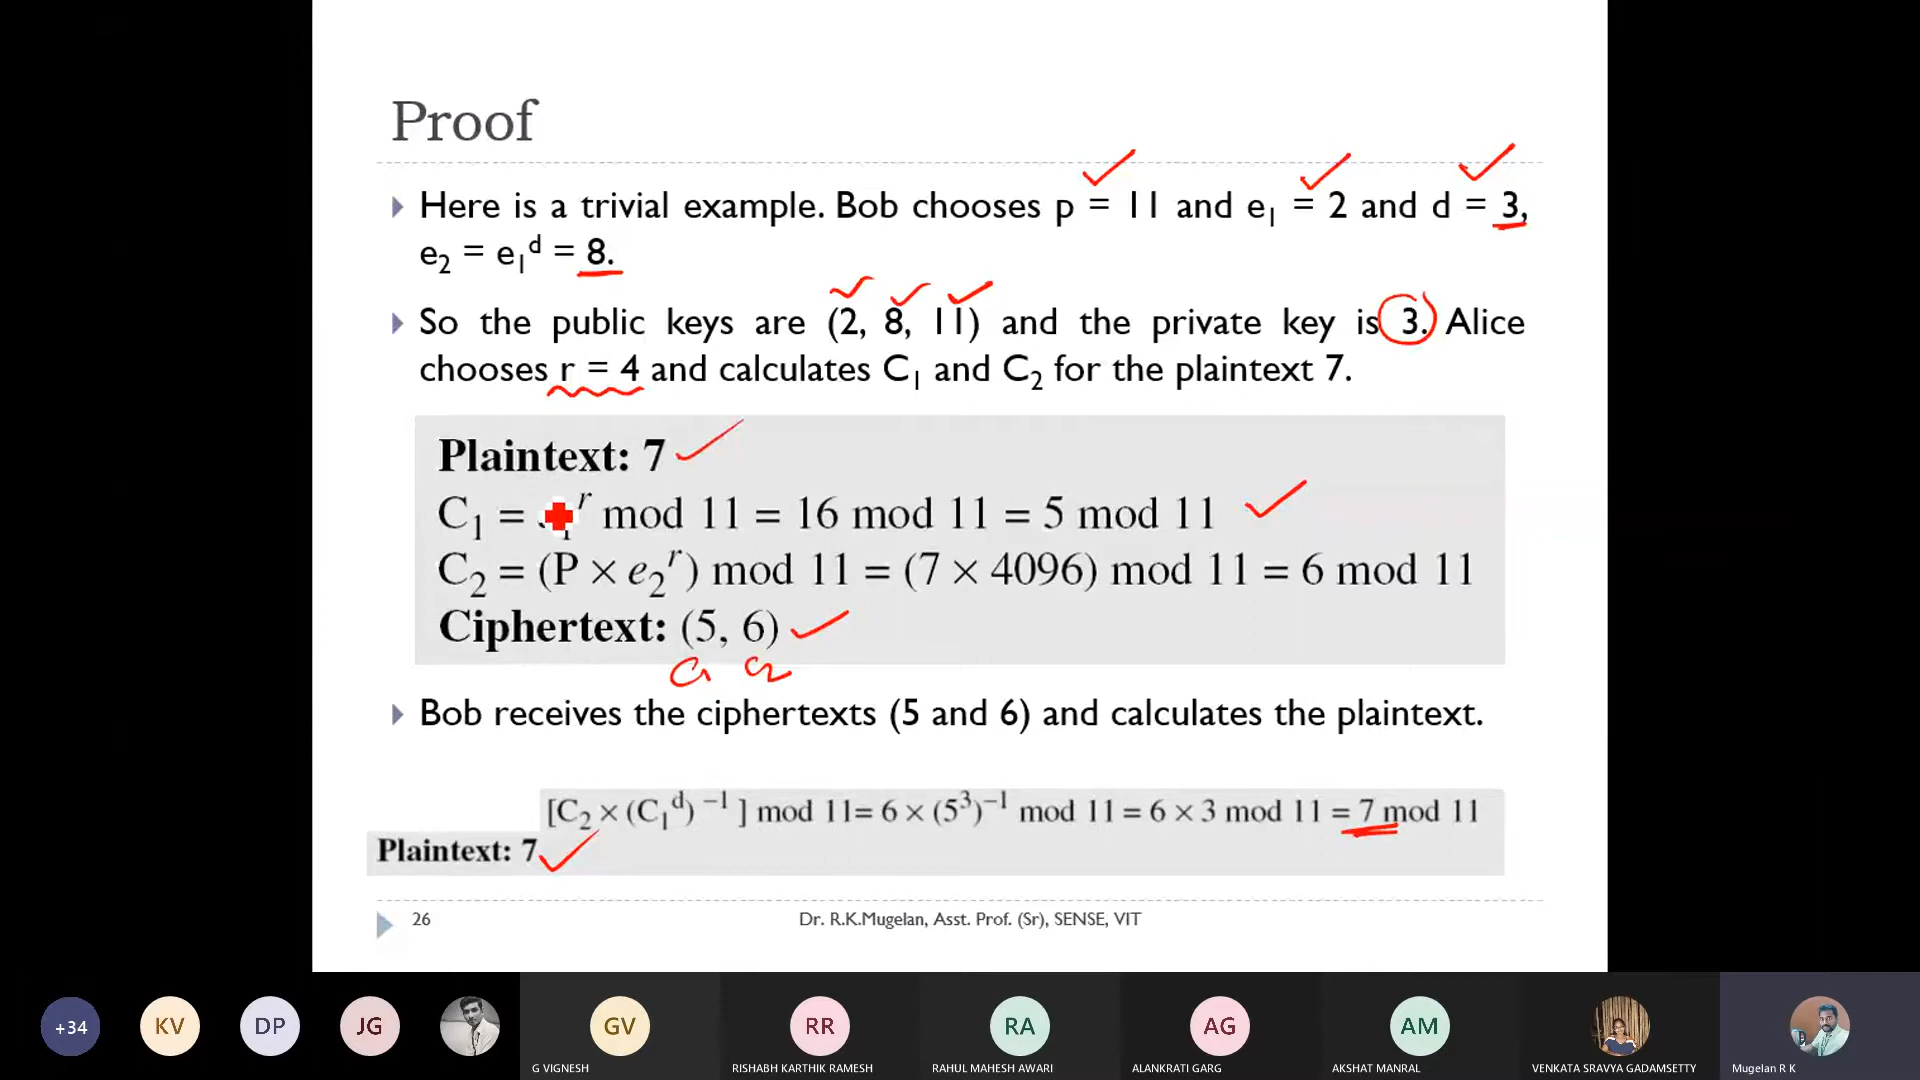 Proof
Here is a trivial example. Bob chooses p = 11 and e₁ = 2 and d = 3,
e₂ = e₁ᵈ = 8.
So the public keys are (2, 8, 11) and the private key is 3. Alice
chooses r = 4 and calculates C₁ and C₂ for the plaintext 7.
Plaintext: 7
C₁ = ₁ʳ mod 11 = 16 mod 11 = 5 mod 11
C₂ = (P × e₂ʳ) mod 11 = (7 × 4096) mod 11 = 6 mod 11
Ciphertext: (5, 6)
C1 C2
Bob receives the ciphertexts (5 and 6) and calculates the plaintext.
[C₂ × (C₁ᵈ)⁻¹] mod 11= 6 × (5³)⁻¹ mod 11 = 6 × 3 mod 11 = 7 mod 11
Plaintext: 7
26
Dr. R.K.Mugelan, Asst. Prof. (Sr), SENSE, VIT
+34 KV DP JG GV RR RA AG AM
G VIGNESH RISHABH KARTHIK RAMESH RAHUL MAHESH AWARI ALANKRATI GARG AKSHAT MANRAL VENKATA SRAVYA GADAMSETTY Mugelan R K